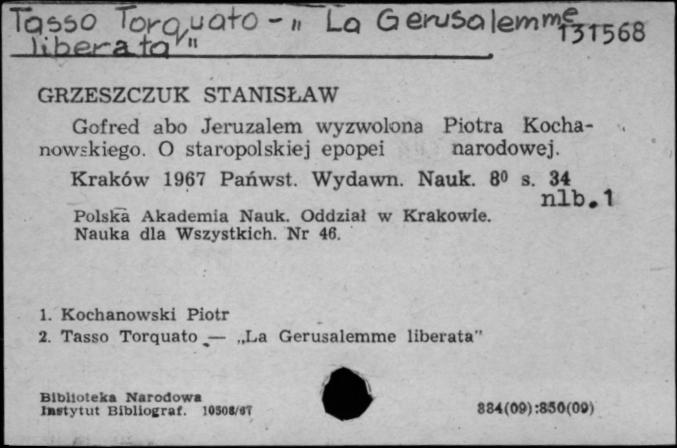 Tasso Torquato - „La Gerusalemme
liberata"
131568
GRZESZCZUK STANISŁAW
Gofred abo Jeruzalem wyzwolona Piotra Kocha-
nowskiego. O staropolskiej epopei narodowej.
Kraków 1967 Państw. Wydawn. Nauk. 8⁰ s. 34
nlb. 1
Polska Akademia Nauk. Oddział w Krakowie.
Nauka dla Wszystkich. Nr 46.
1. Kochanowski Piotr
2. Tasso Torquato — „La Gerusalemme liberata"
Biblioteka Narodowa
Instytut Bibliograf. 10508/67
884(09):850(09)